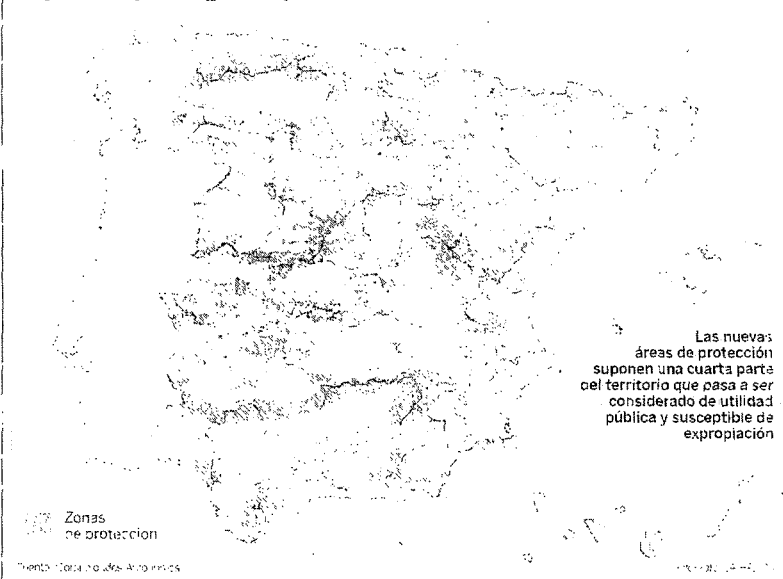 Las nuevas
áreas de protección
suponen una cuarta parte
del territorio que pasa a ser
considerado de utilidad
pública y susceptible de
expropiación
Zonas
de protección